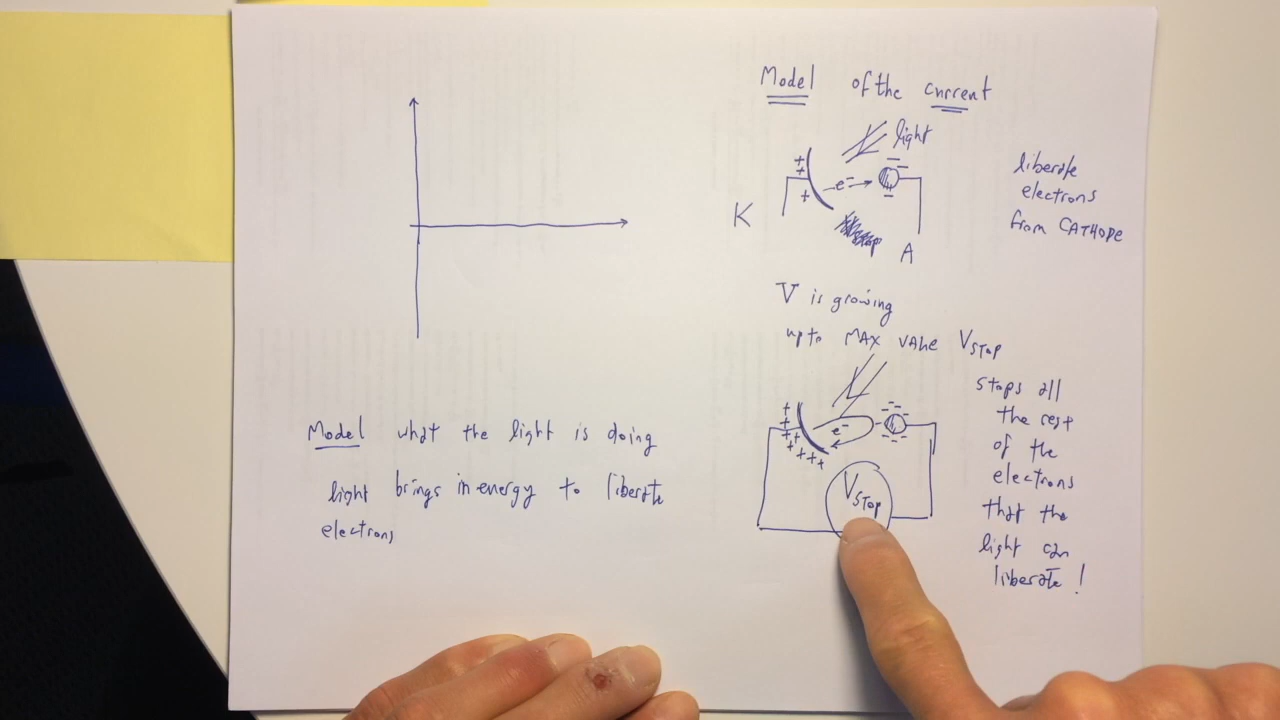 Model of the current
light
+
+
+
e⁻
K
A
liberate
electrons
from CATHODE
V is growing
up to MAX value VSTOP
stops all
the rest
of the
electrons
that the
light can
liberate!
+
+
+ +
+ + + +
e⁻
VSTOP
Model what the light is doing
light brings in energy to liberate
electrons